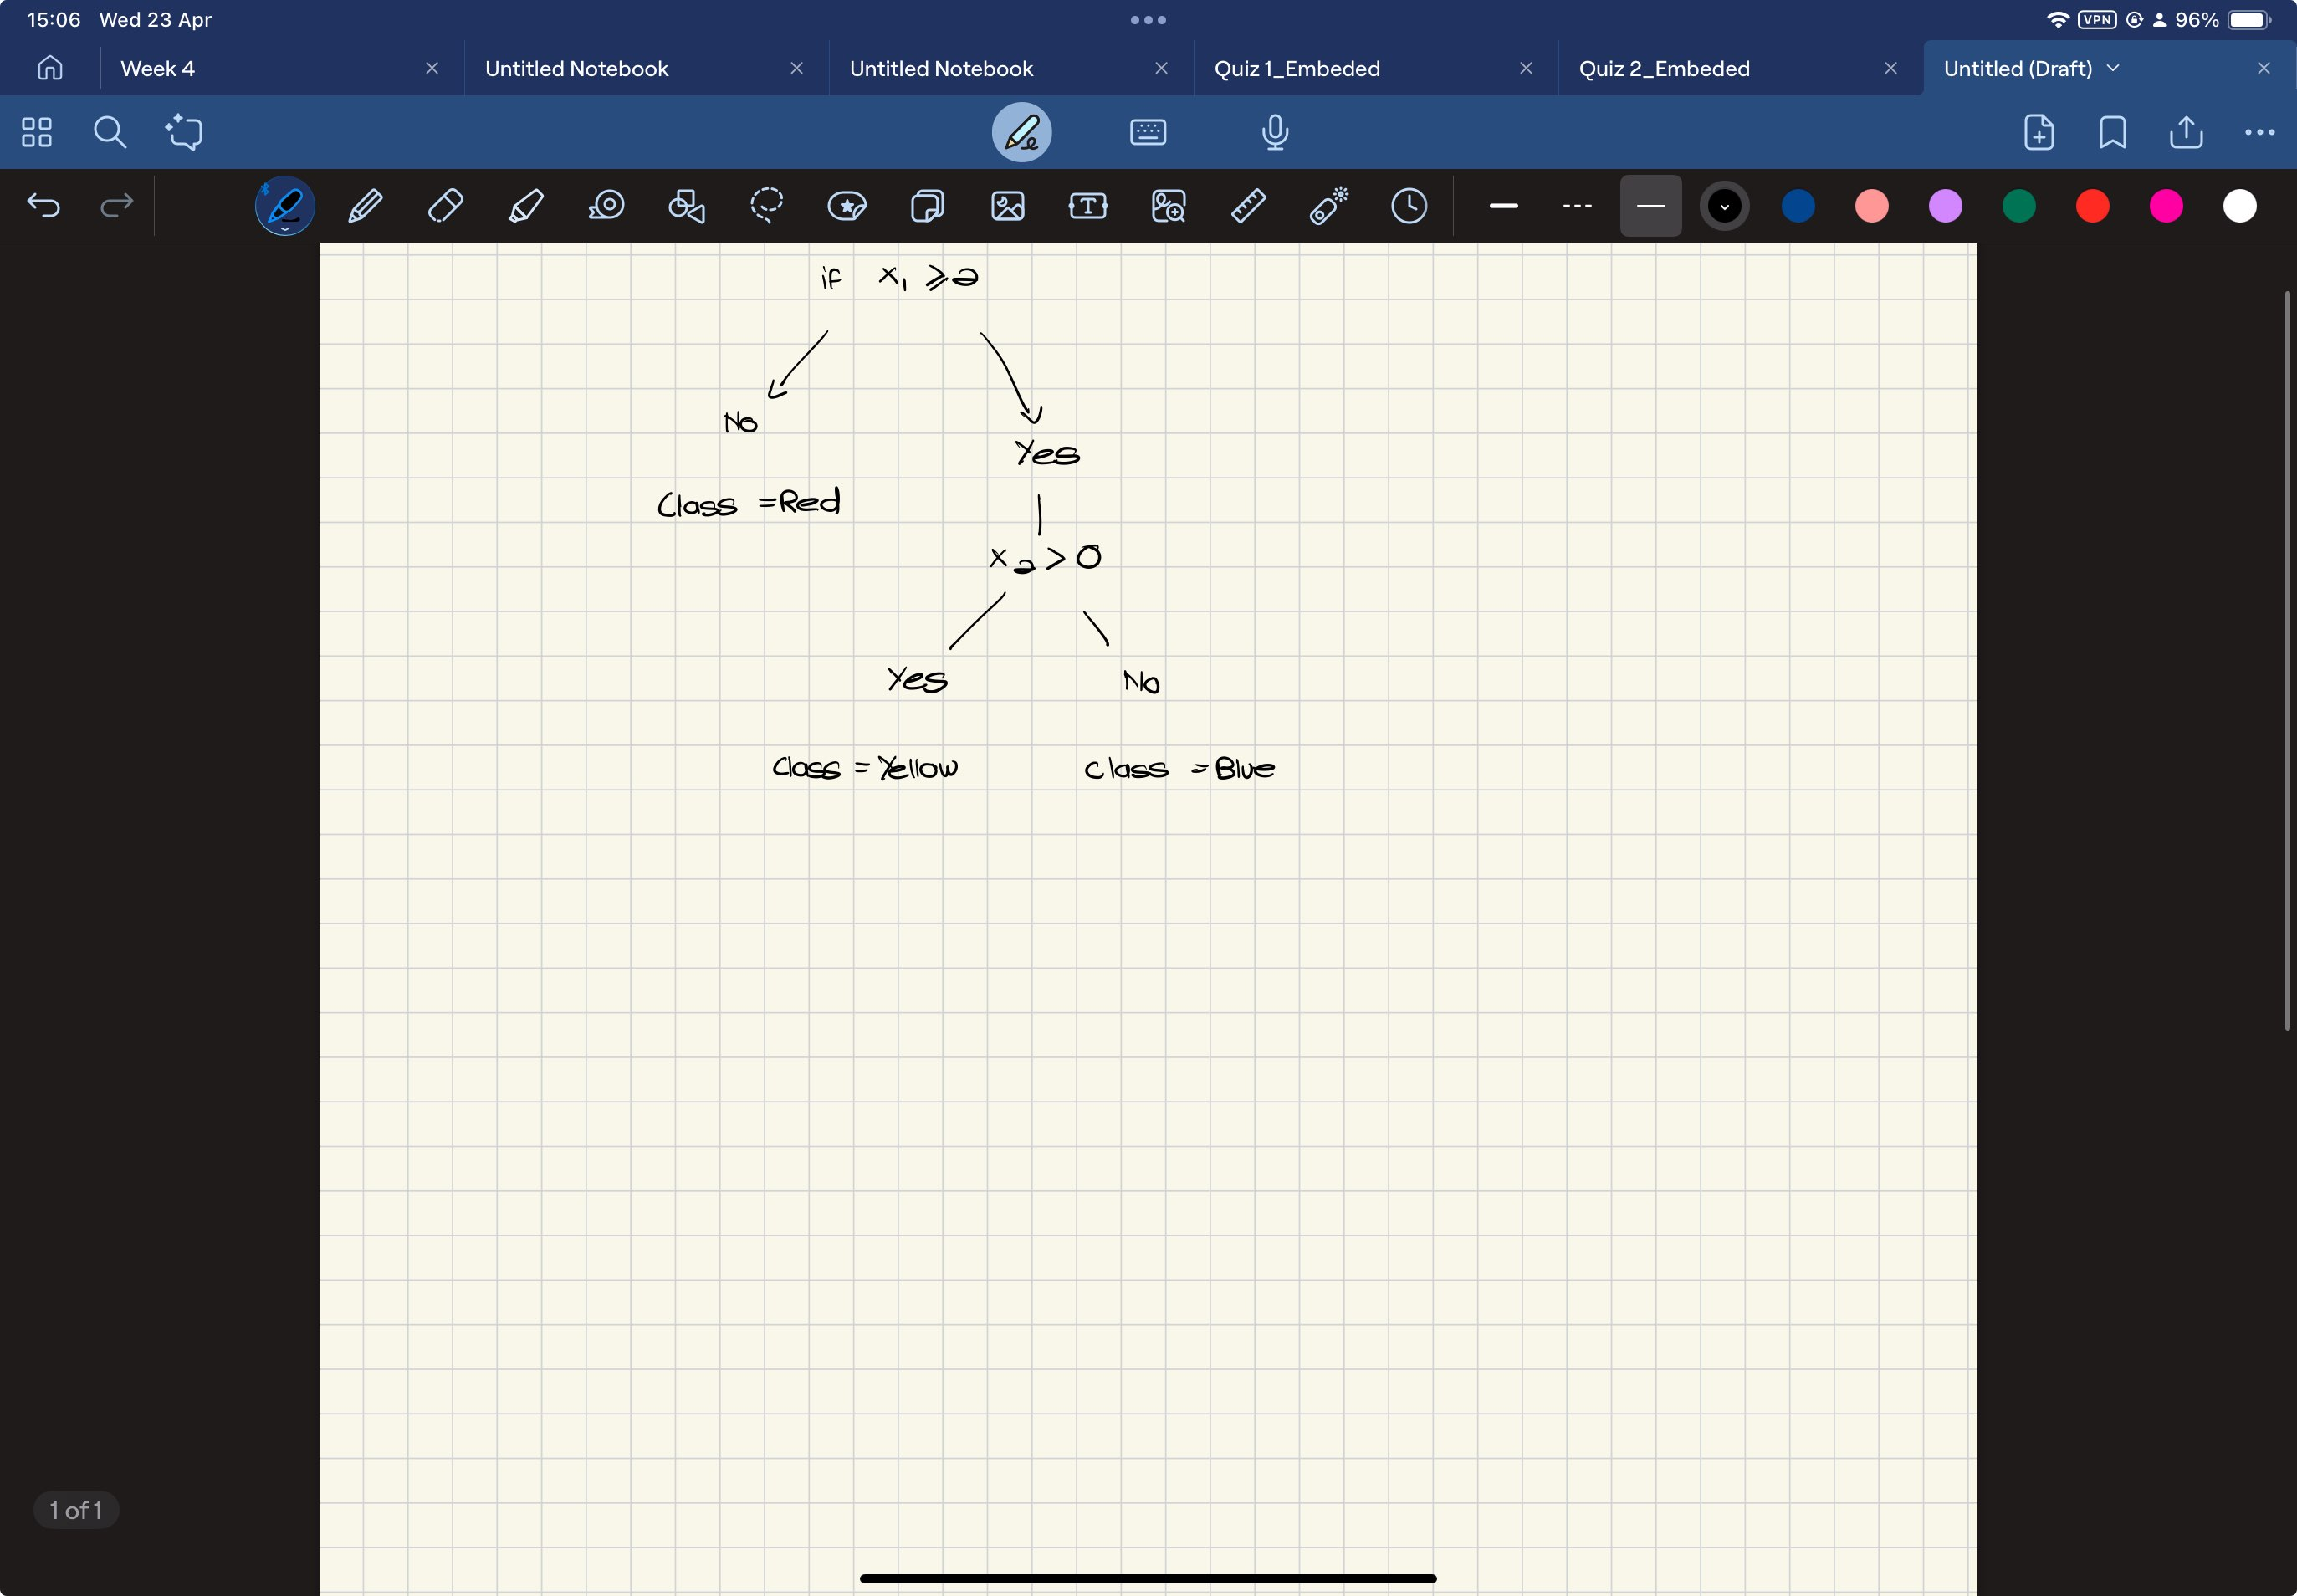 15:06 Wed 23 Apr
VPN 96%
Week 4 Untitled Notebook Untitled Notebook Quiz 1_Embeded Quiz 2_Embeded Untitled (Draft)
if x₁ ⩾2
No
Yes
Class =Red
x₂ > 0
Yes No
Class = Yellow Class = Blue
1 of 1